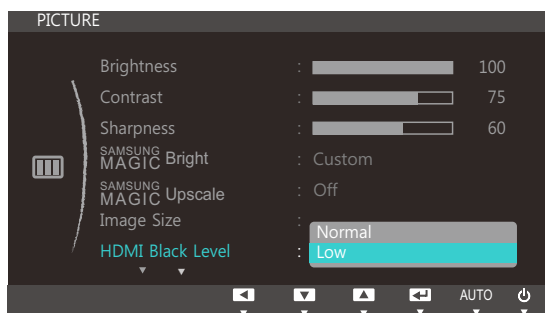 PICTURE
Brightness : 100
Contrast : 75
Sharpness : 60
SAMSUNG MAGIC Bright : Custom
SAMSUNG MAGIC Upscale : Off
Image Size :
Normal
HDMI Black Level : Low
AUTO